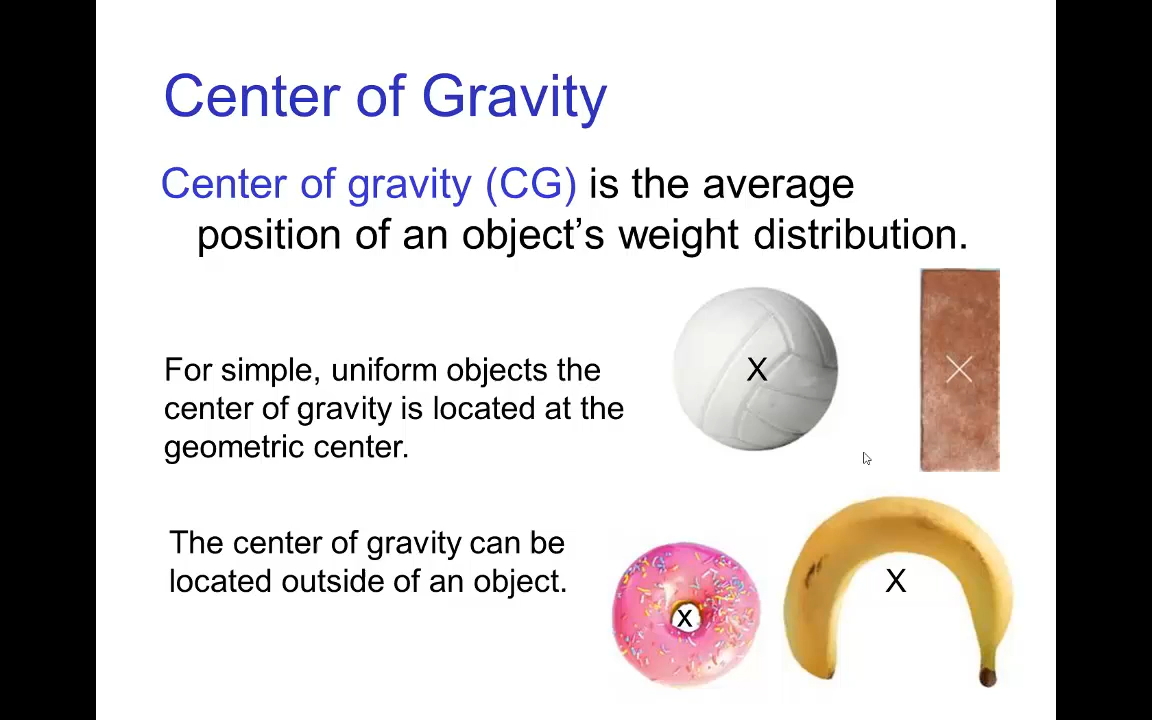 Center of Gravity
Center of gravity (CG) is the average
position of an object’s weight distribution.
For simple, uniform objects the
center of gravity is located at the
geometric center.
X
X
The center of gravity can be
located outside of an object.
x
X